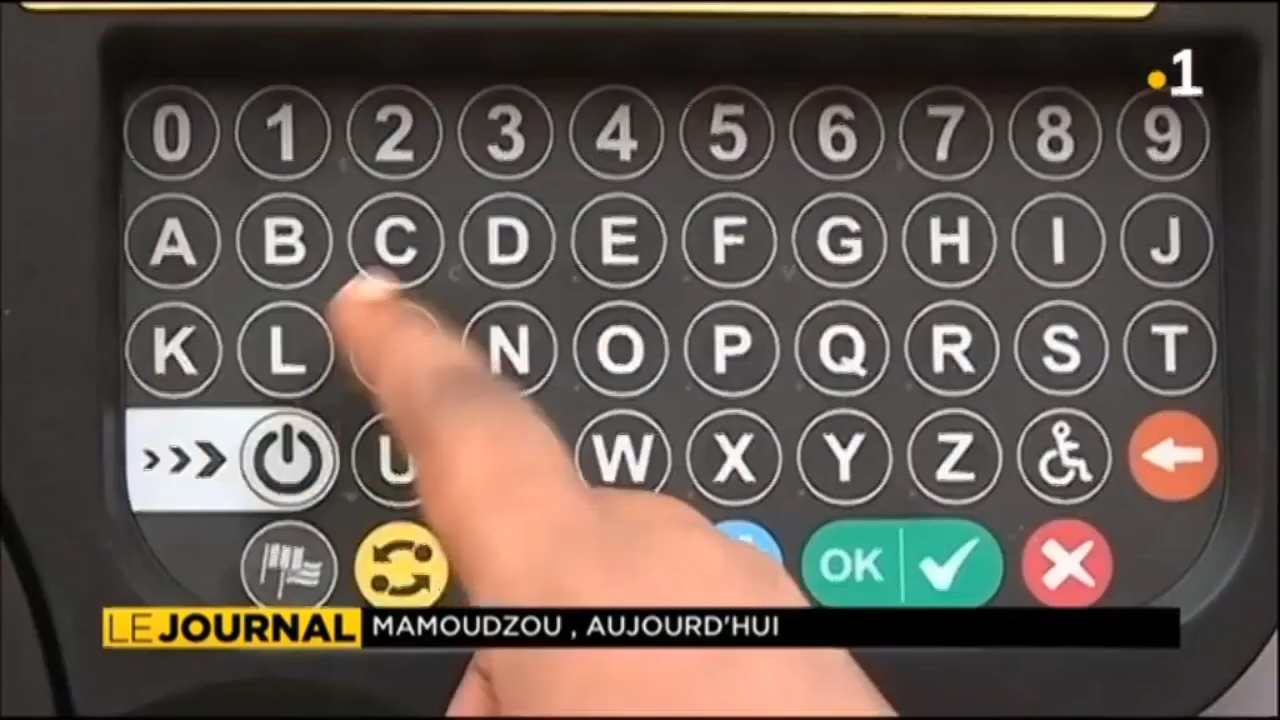 1
0 1 2 3 4 5 6 7 8 9
A B C D E F G H I J
K L N O P Q R S T
>>> U W X Y Z
OK
LE JOURNAL MAMOUDZOU , AUJOURD'HUI